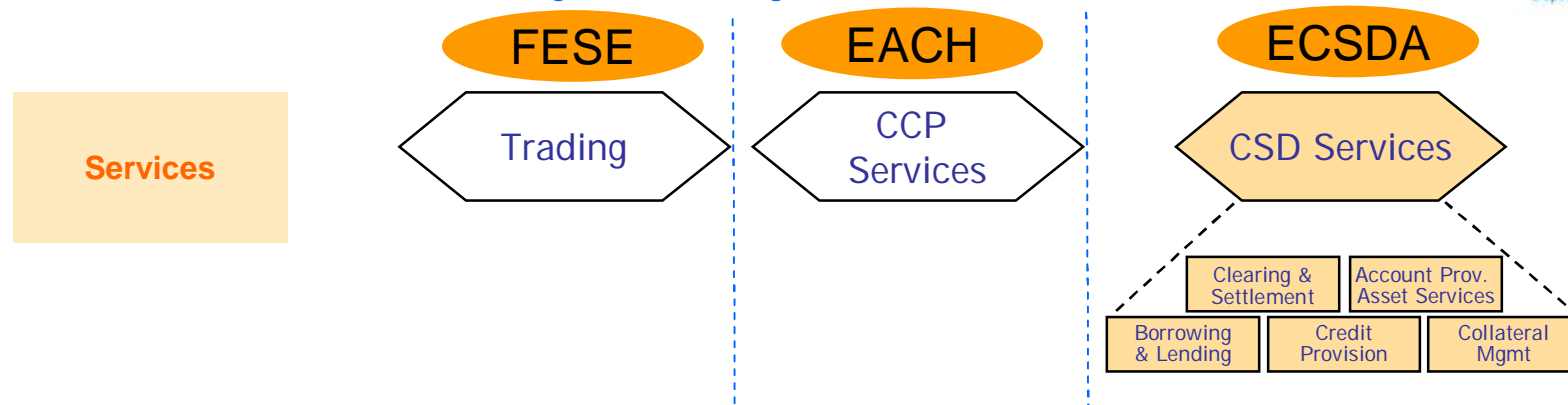 FESE
EACH
ECSDA
Services
Trading
CCP
Services
CSD Services
Clearing &
Settlement
Account Prov.
Asset Services
Borrowing
& Lending
Credit
Provision
Collateral
Mgmt